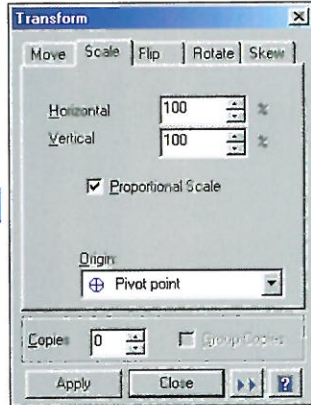 Transform
Move Scale Flip Rotate Skew
Horizontal 100 %
Vertical 100 %
Proportional Scale
Origin:
Pivot point
Copies 0 Group Copies
Apply Close ?